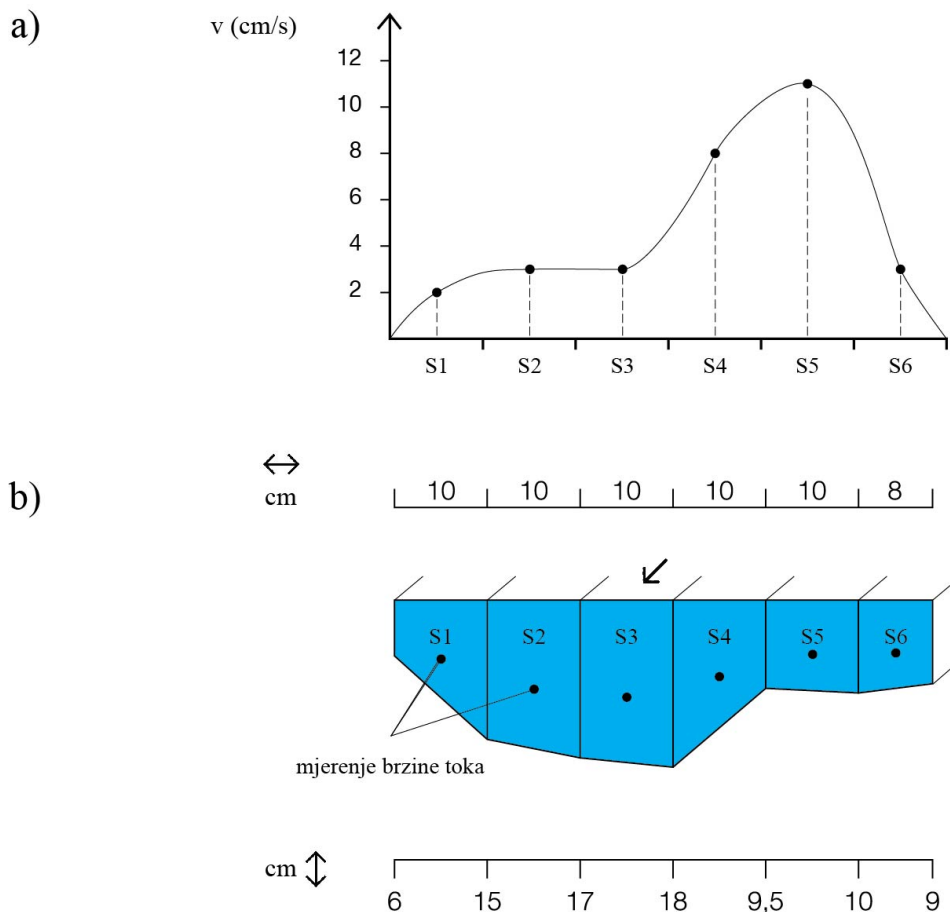 a)
v (cm/s)
12
10
8
6
4
2
S1 S2 S3 S4 S5 S6
b)
cm
10 10 10 10 10 8
S1 S2 S3 S4 S5 S6
mjerenje brzine toka
cm
6 15 17 18 9,5 10 9